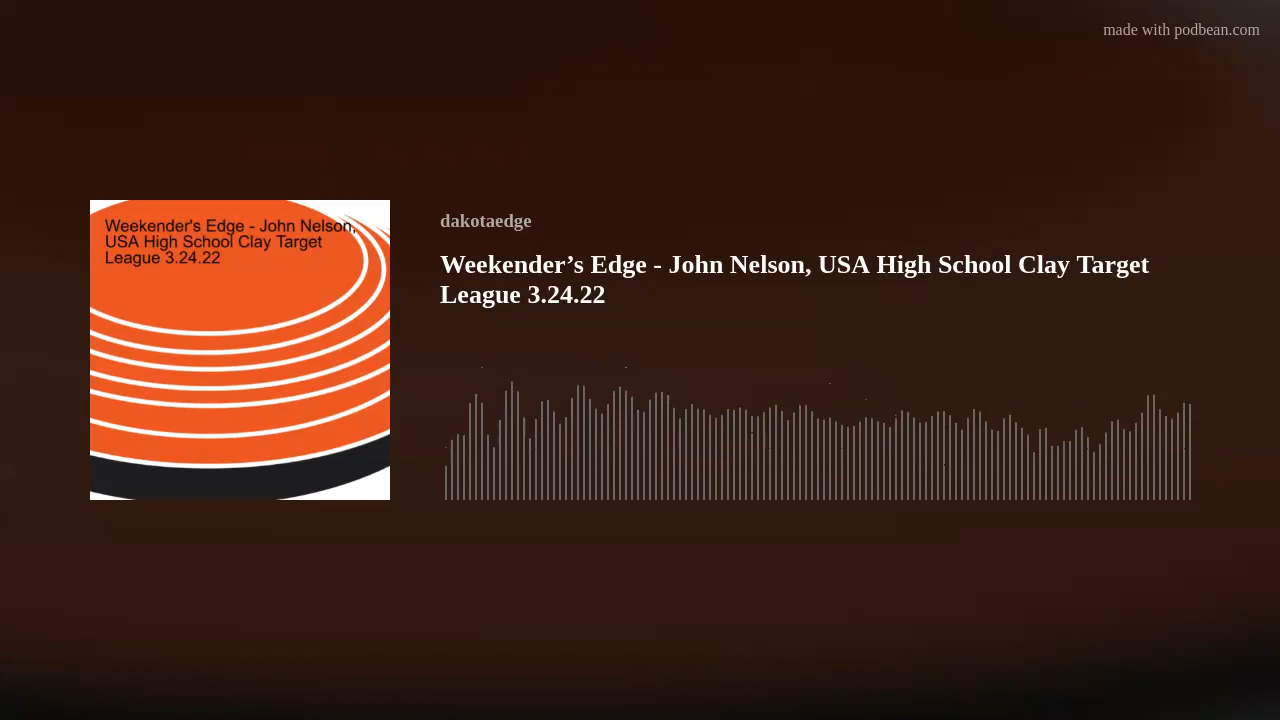 made with podbean.com
Weekender's Edge - John Nelson,
USA High School Clay Target
League 3.24.22
dakotaedge
Weekender’s Edge - John Nelson, USA High School Clay Target
League 3.24.22